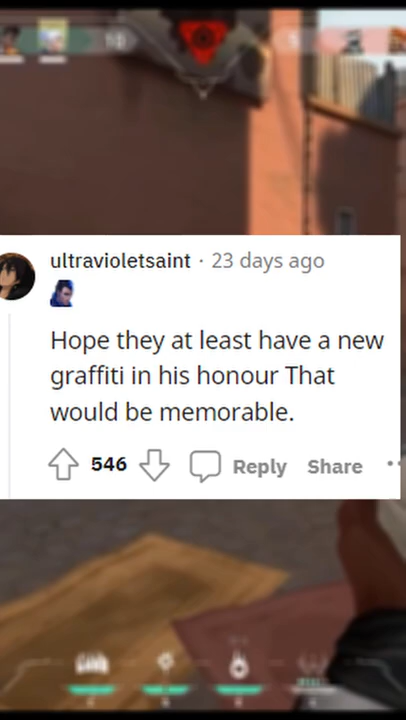 10
ultravioletsaint · 23 days ago
Hope they at least have a new
graffiti in his honour That
would be memorable.
546 Reply Share